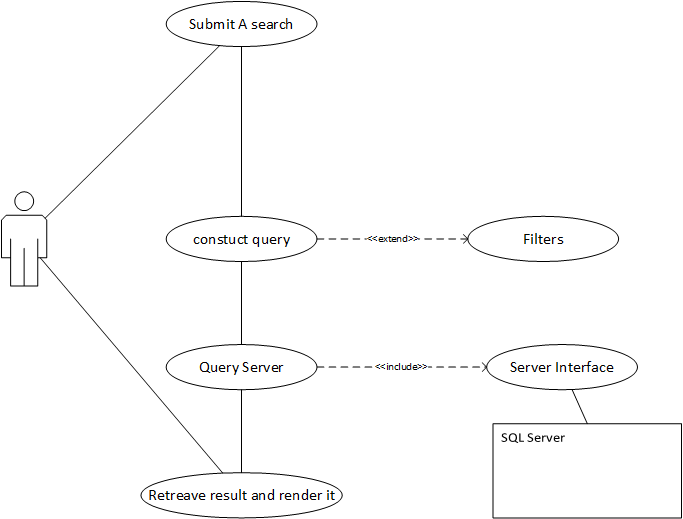 Submit A search
constuct query
<<extend>>
Filters
Query Server
<<include>>
Server Interface
SQL Server
Retreave result and render it